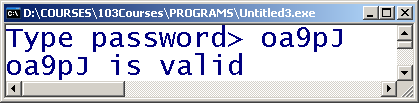 D:\COURSES\103Courses\PROGRAMS\Untitled3.exe
Type password> oa9pJ
oa9pJ is valid